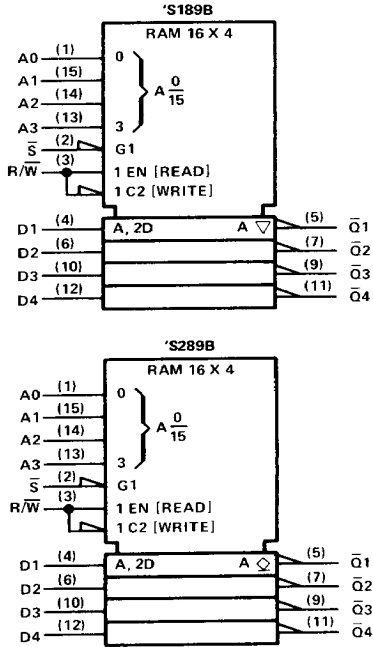 'S189B
RAM 16 X 4
A0 (1) 0
A1 (15)
A2 (14) A 0/15
A3 (13) 3
S̅ (2) G1
R/W̅ (3) 1 EN [READ]
1 C2 [WRITE]
D1 (4) A, 2D A ▽ (5) Q̅1
D2 (6) (7) Q̅2
D3 (10) (9) Q̅3
D4 (12) (11) Q̅4
'S289B
RAM 16 X 4
A0 (1) 0
A1 (15)
A2 (14) A 0/15
A3 (13) 3
S̅ (2) G1
R/W̅ (3) 1 EN [READ]
1 C2 [WRITE]
D1 (4) A, 2D A ◇ (5) Q̅1
D2 (6) (7) Q̅2
D3 (10) (9) Q̅3
D4 (12) (11) Q̅4